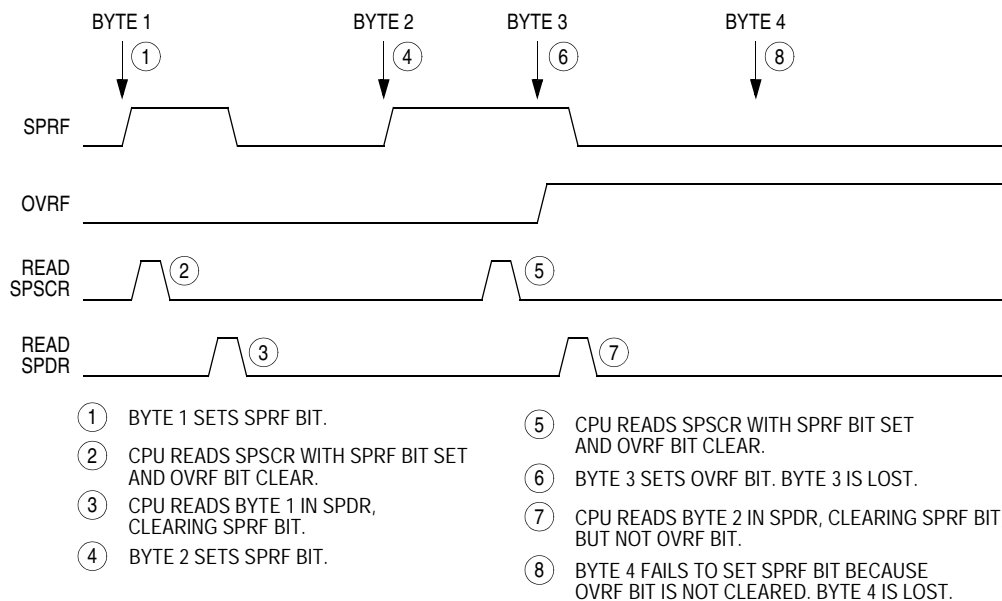 BYTE 1 BYTE 2 BYTE 3 BYTE 4
1 4 6 8
SPRF
OVRF
READ
SPSCR
2 5
READ
SPDR
3 7
1 BYTE 1 SETS SPRF BIT.
2 CPU READS SPSCR WITH SPRF BIT SET
AND OVRF BIT CLEAR.
3 CPU READS BYTE 1 IN SPDR,
CLEARING SPRF BIT.
4 BYTE 2 SETS SPRF BIT.
5 CPU READS SPSCR WITH SPRF BIT SET
AND OVRF BIT CLEAR.
6 BYTE 3 SETS OVRF BIT. BYTE 3 IS LOST.
7 CPU READS BYTE 2 IN SPDR, CLEARING SPRF BIT
BUT NOT OVRF BIT.
8 BYTE 4 FAILS TO SET SPRF BIT BECAUSE
OVRF BIT IS NOT CLEARED. BYTE 4 IS LOST.